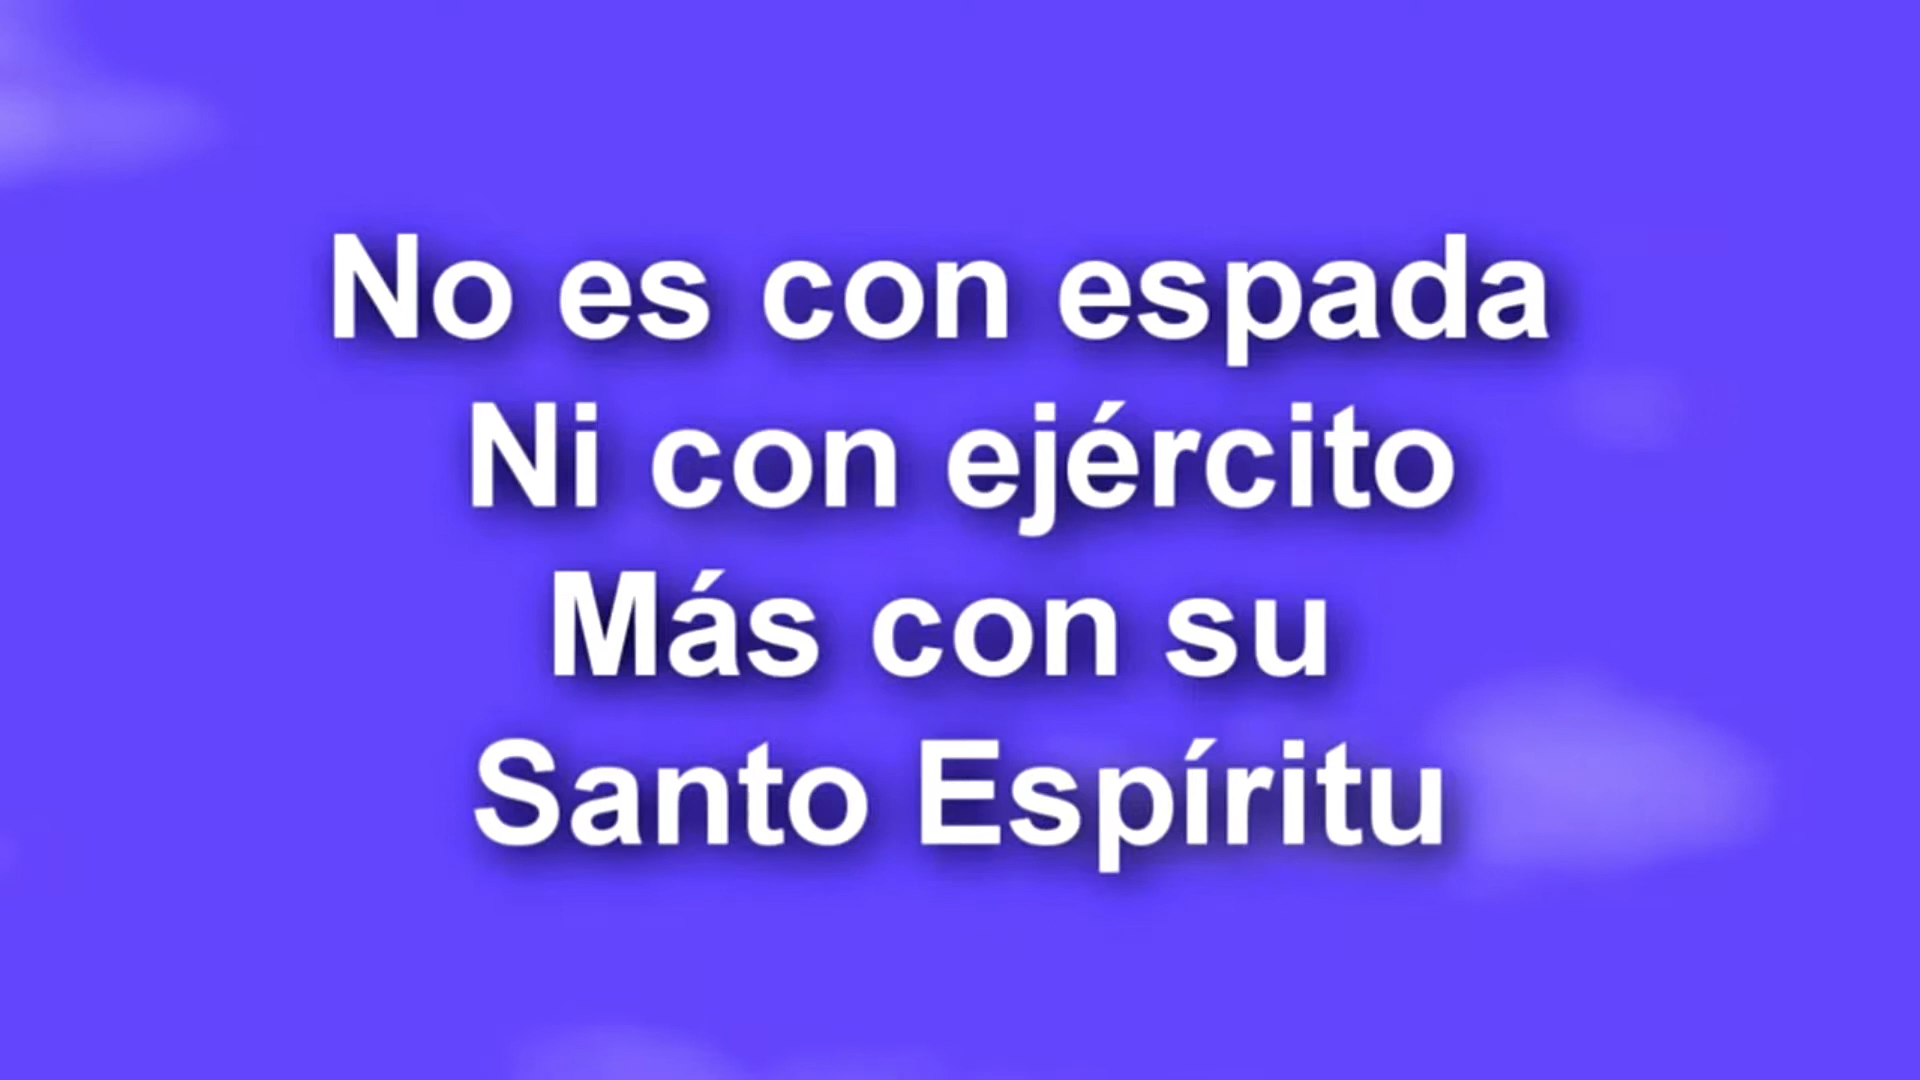 No es con espada
Ni con ejército
Más con su
Santo Espíritu